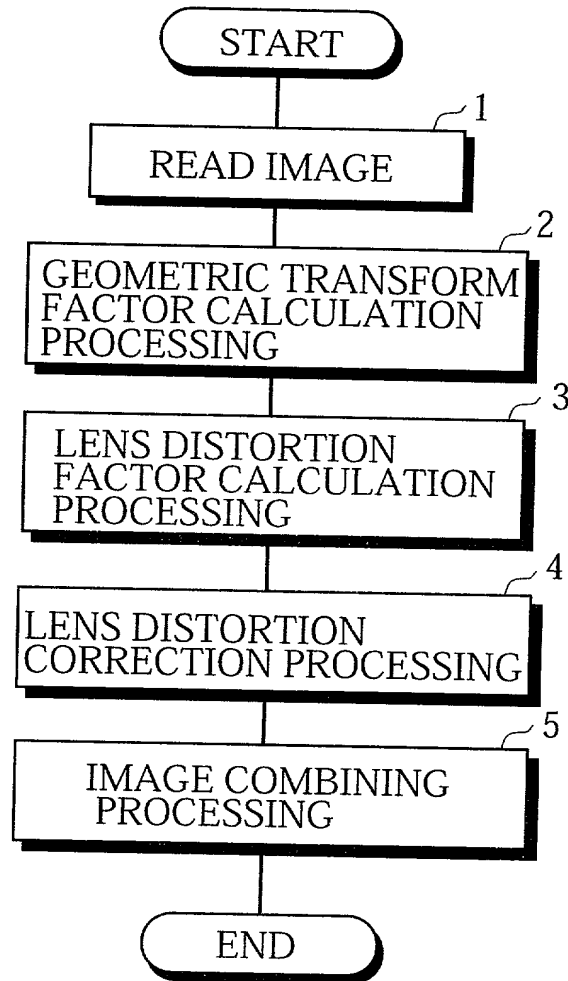 START
1
READ IMAGE
2
GEOMETRIC TRANSFORM
FACTOR CALCULATION
PROCESSING
3
LENS DISTORTION
FACTOR CALCULATION
PROCESSING
4
LENS DISTORTION
CORRECTION PROCESSING
5
IMAGE COMBINING
PROCESSING
END